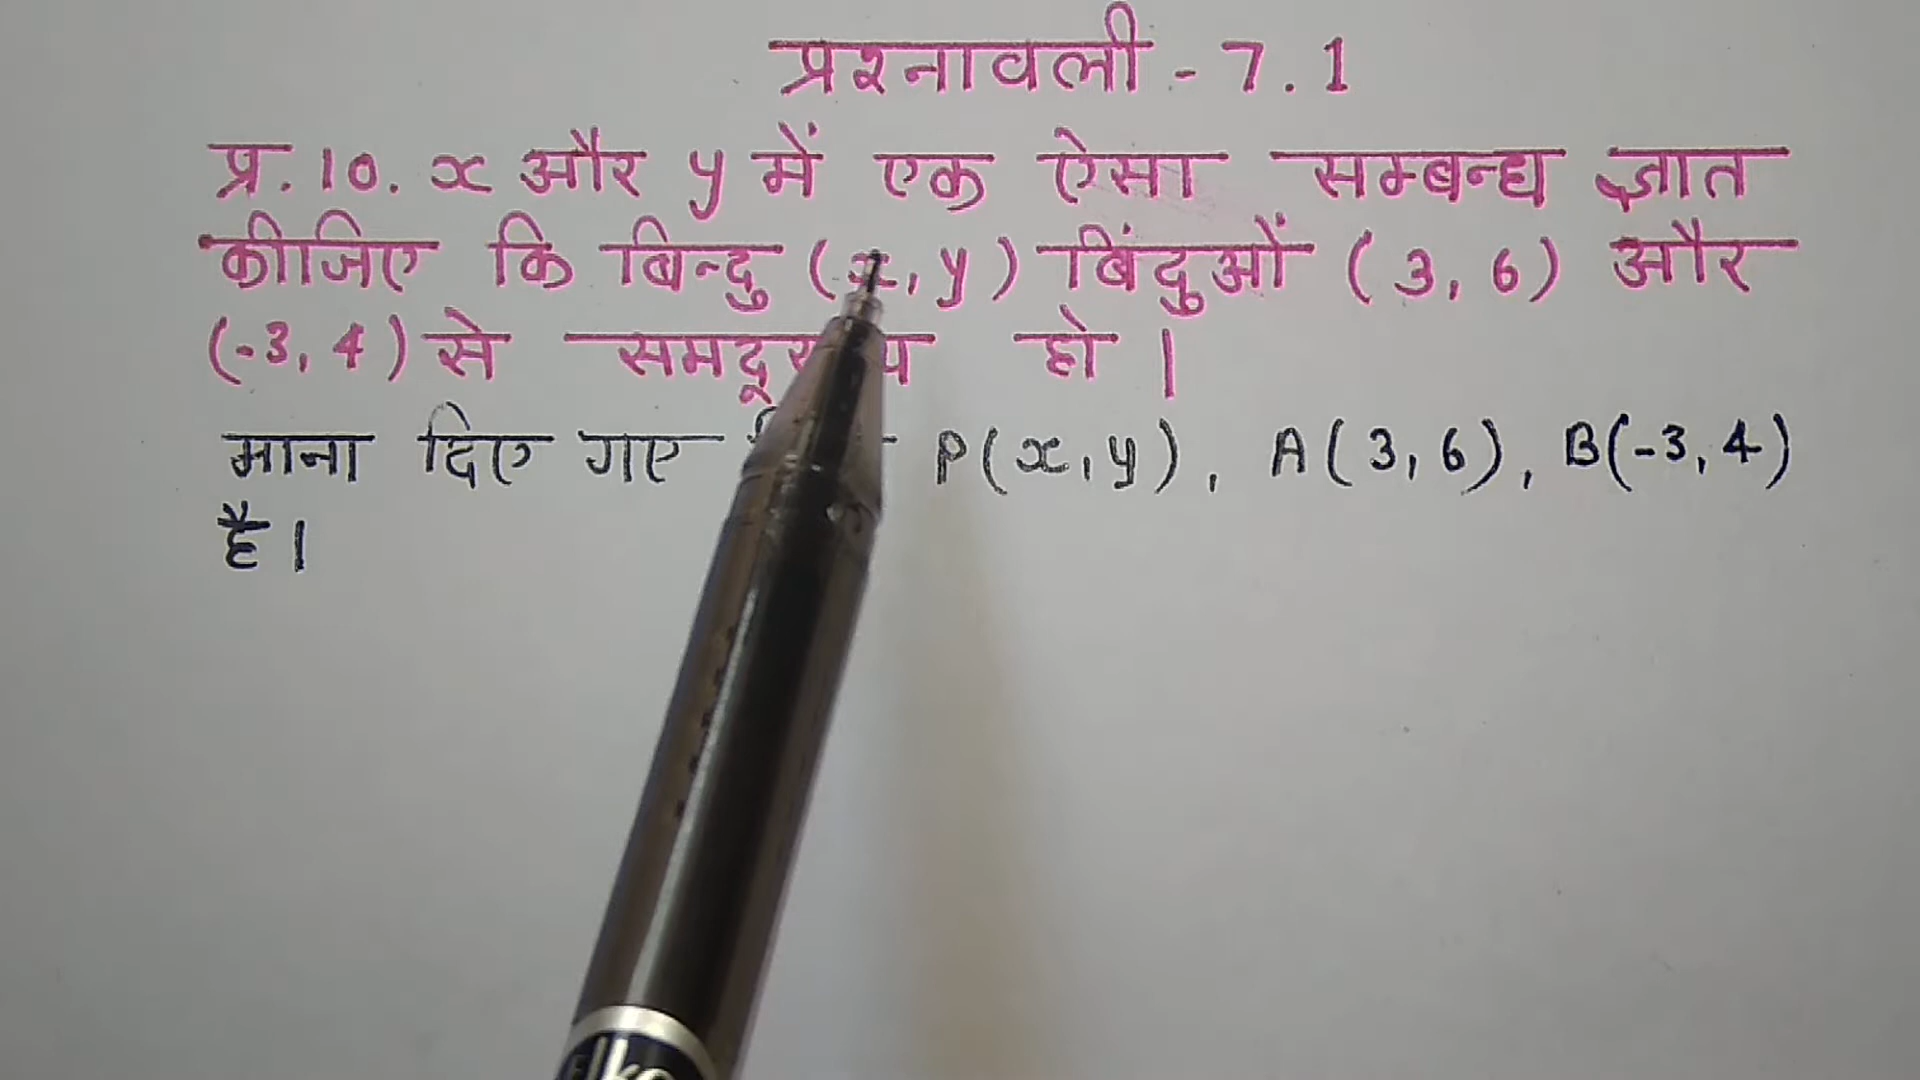 प्रश्नावली - 7.1
प्र. 10. x और y में एक ऐसा सम्बन्ध ज्ञात
कीजिए कि बिन्दु (x, y) बिंदुओं (3, 6) और
(-3, 4) से हो |
माना दिए गए P(x, y), A(3, 6), B(-3, 4)
है।